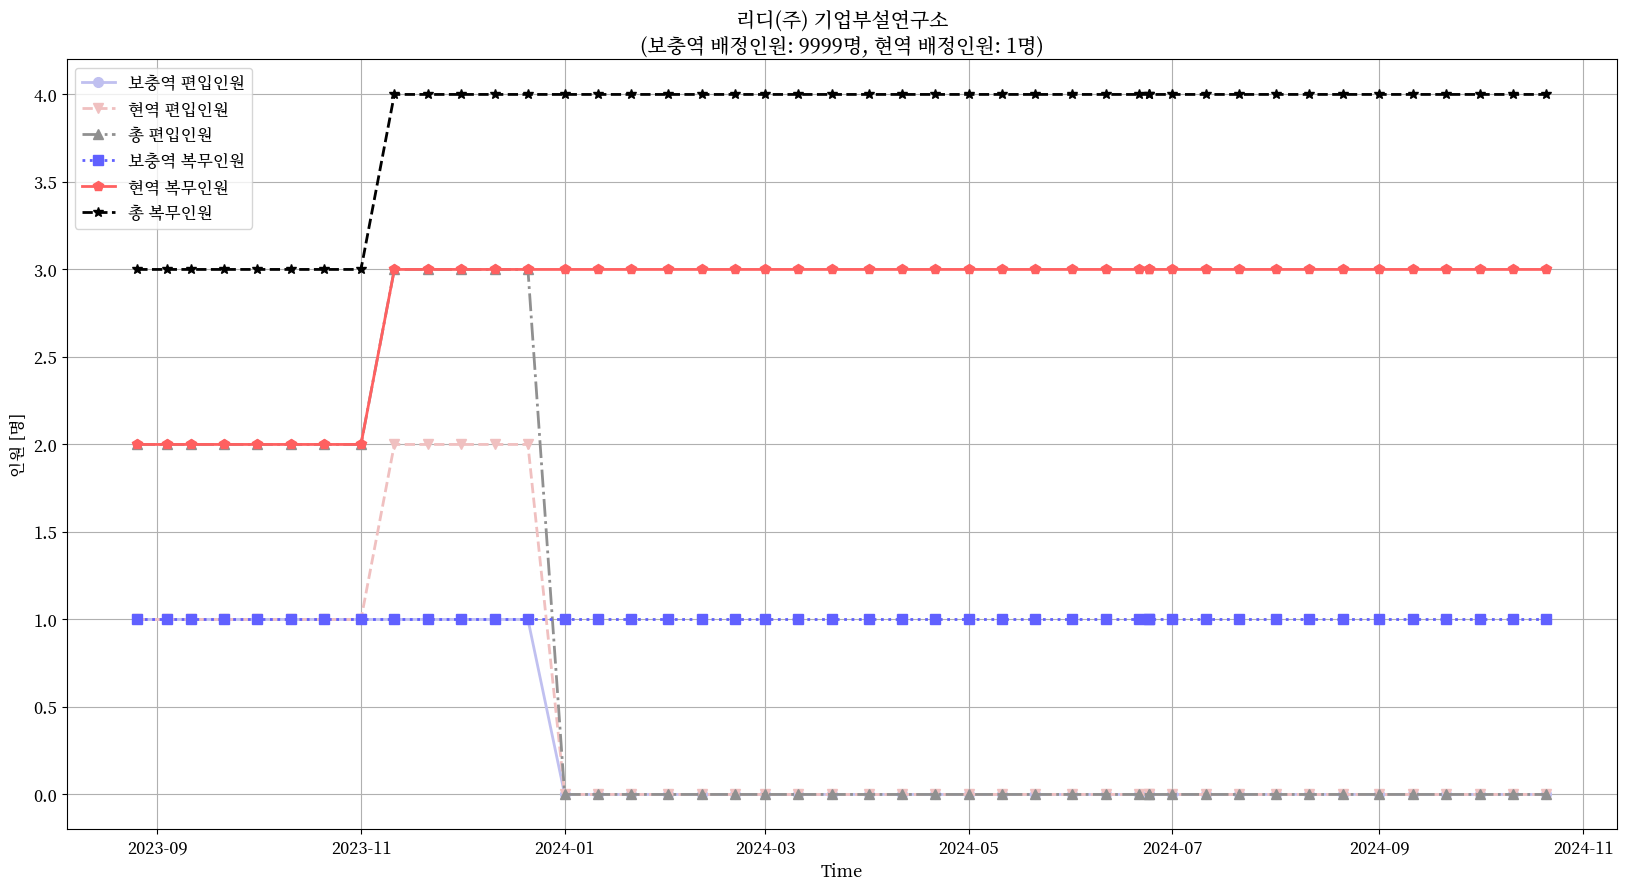 리디(주) 기업부설연구소
(보충역 배정인원: 9999명, 현역 배정인원: 1명)
보충역 편입인원
현역 편입인원
총 편입인원
보충역 복무인원
현역 복무인원
총 복무인원
4.0
3.5
3.0
2.5
2.0
1.5
1.0
0.5
0.0
인원 [명]
2023-09
2023-11
2024-01
2024-03
2024-05
2024-07
2024-09
2024-11
Time